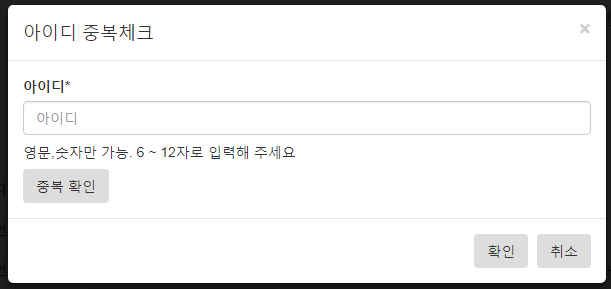 아이디 중복체크
×
아이디*
아이디
영문,숫자만 가능. 6 ~ 12자로 입력해 주세요
중복 확인
확인 취소